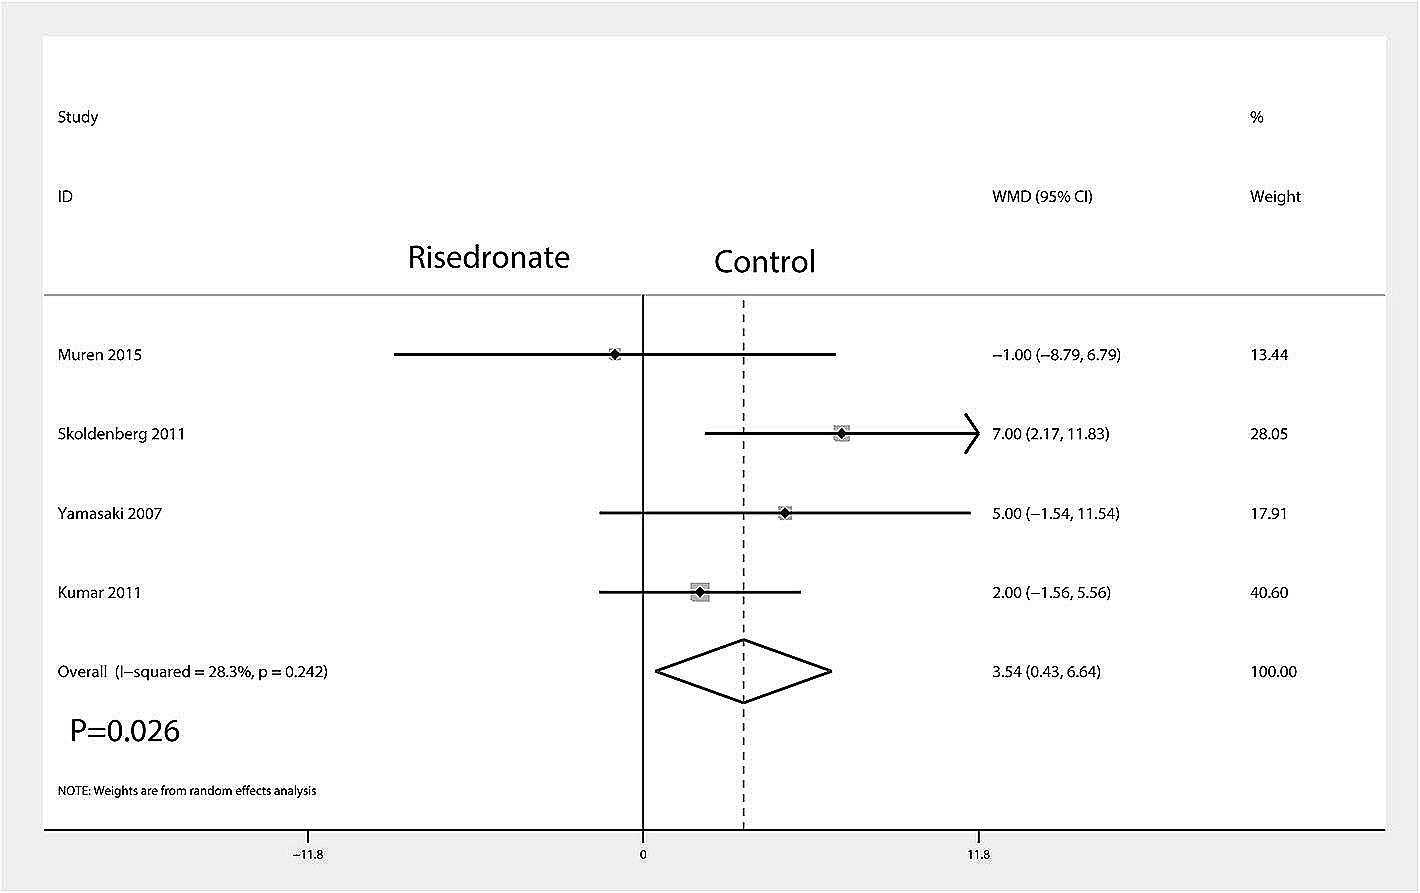 Study %
ID WMD (95% CI) Weight
Risedronate Control
Muren 2015 −1.00 (−8.79, 6.79) 13.44
Skoldenberg 2011 7.00 (2.17, 11.83) 28.05
Yamasaki 2007 5.00 (−1.54, 11.54) 17.91
Kumar 2011 2.00 (−1.56, 5.56) 40.60
Overall (I−squared = 28.3%, p = 0.242) 3.54 (0.43, 6.64) 100.00
P=0.026
NOTE: Weights are from random effects analysis
−11.8 0 11.8